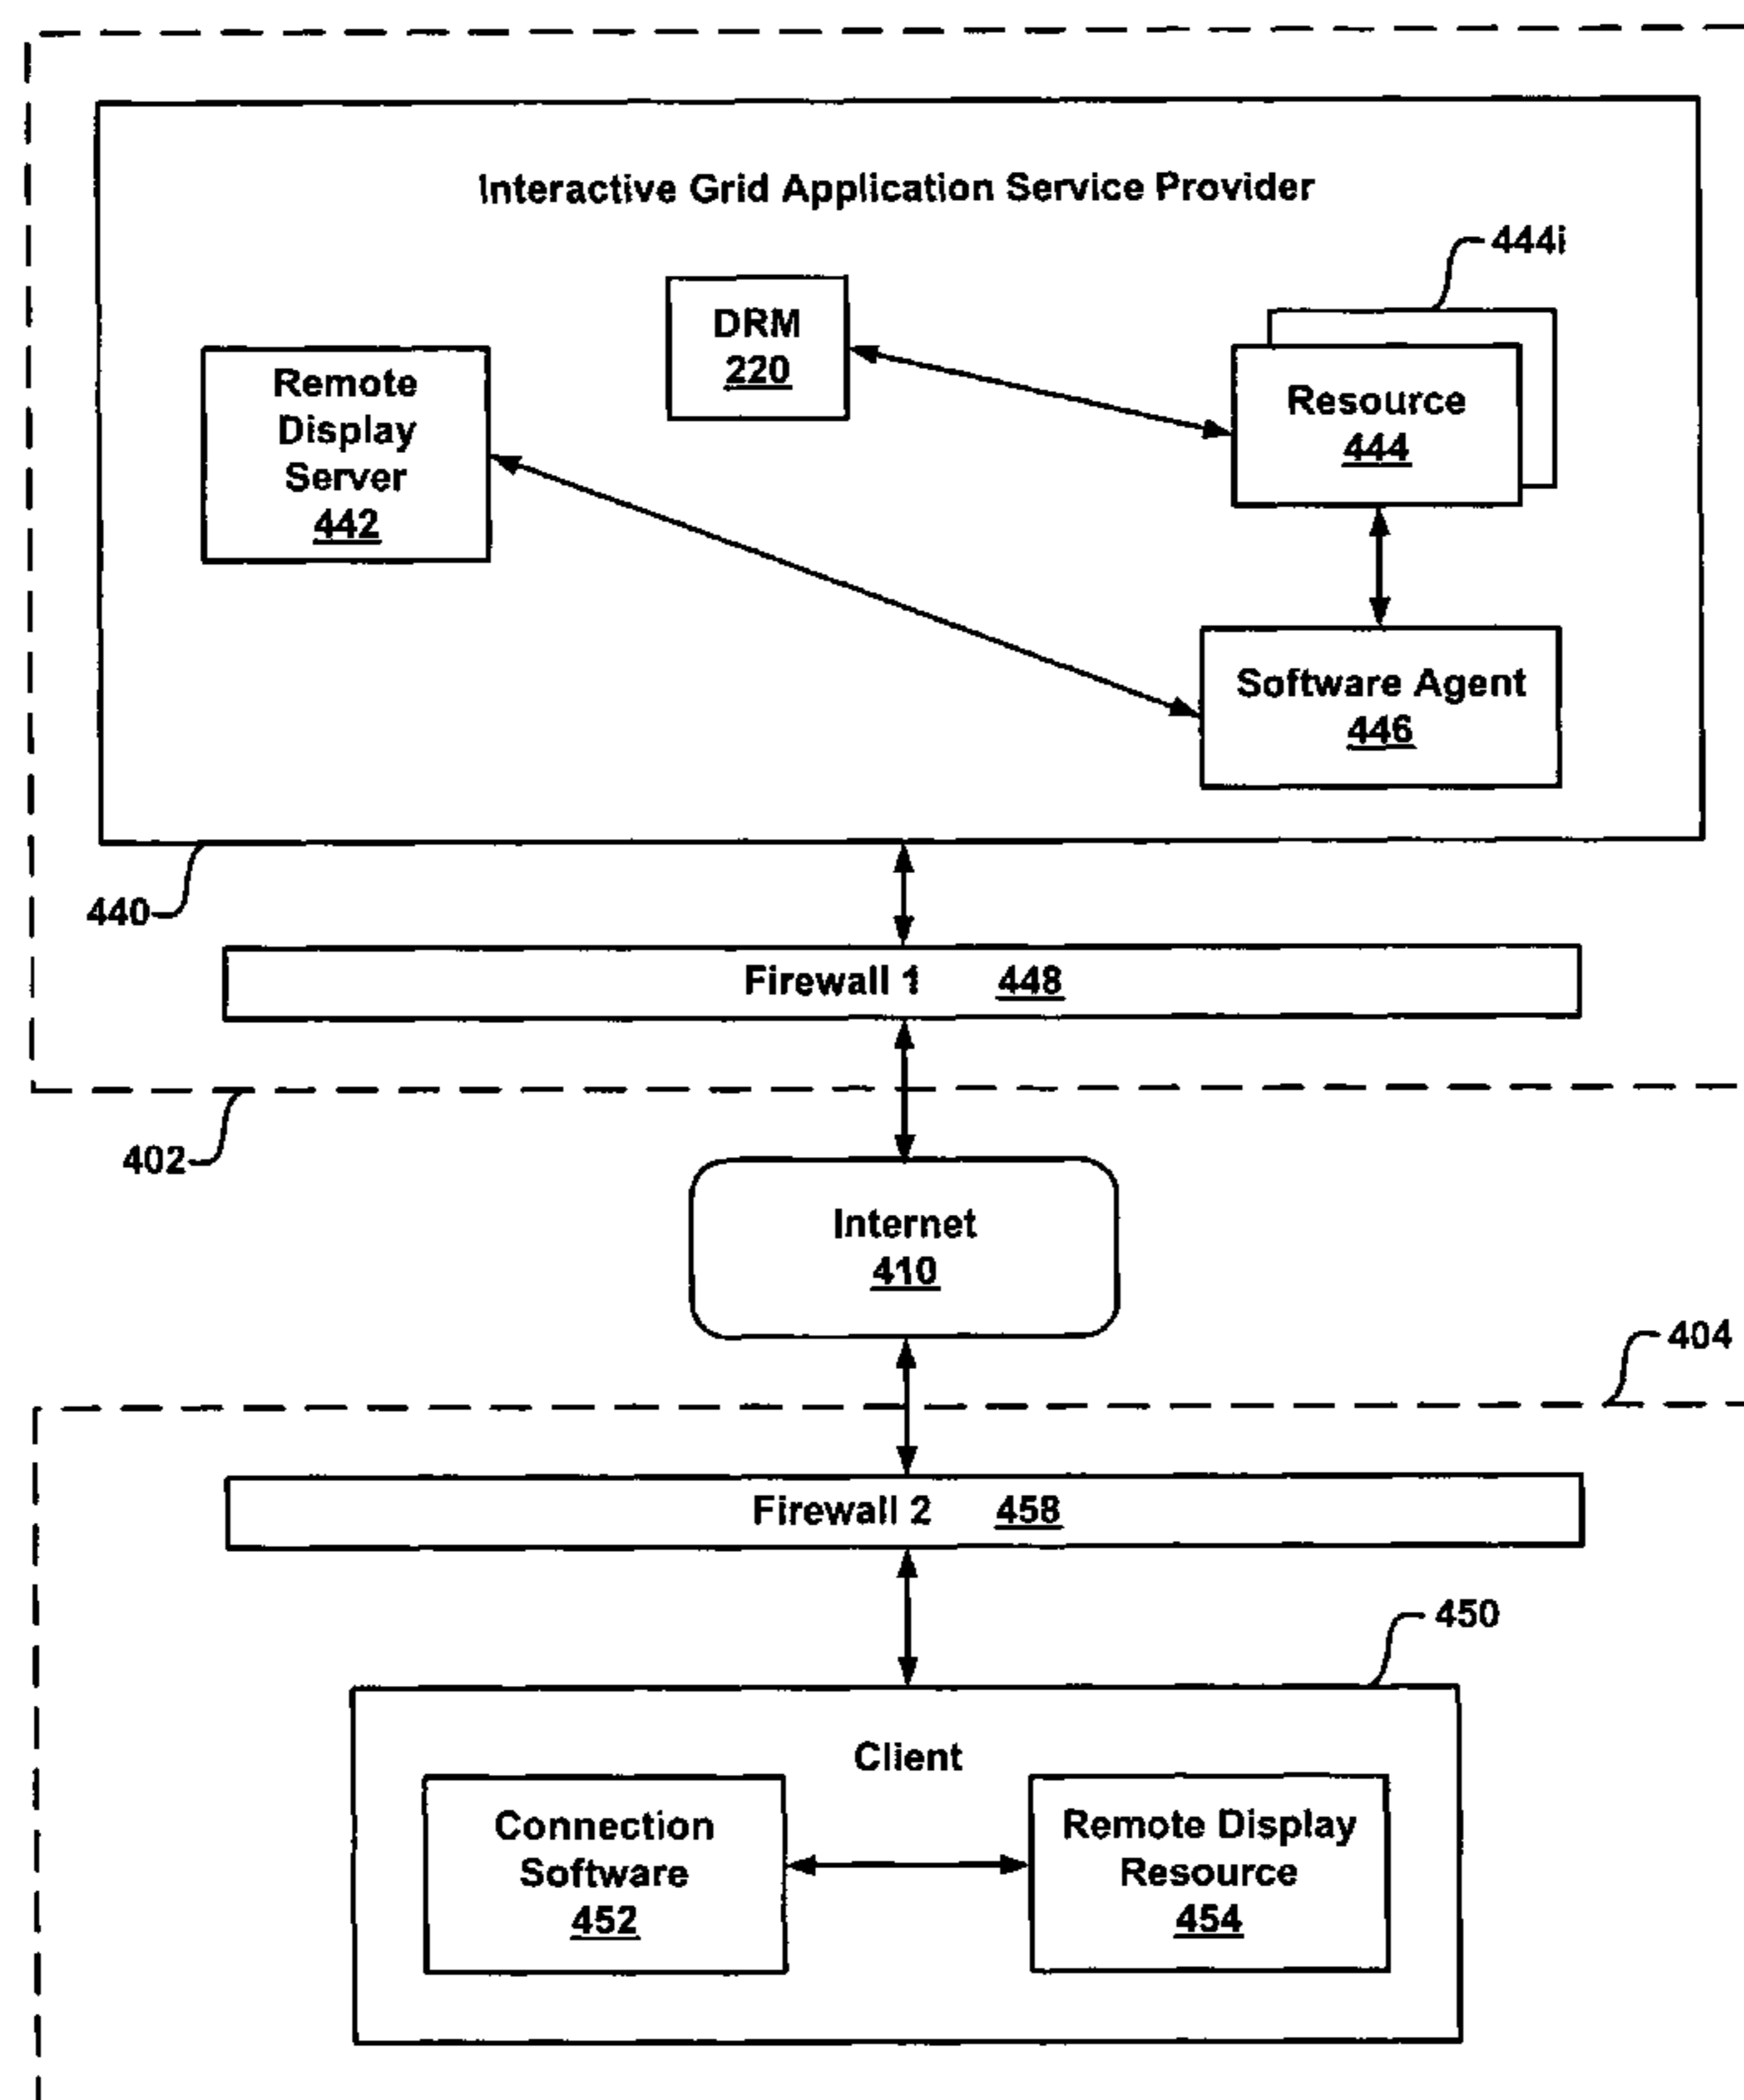 Interactive Grid Application Service Provider
444i
DRM
220
Remote
Display
Server
442
Resource
444
Software Agent
446
440
Firewall 1 448
402
Internet
410
404
Firewall 2 458
450
Client
Connection
Software
452
Remote Display
Resource
454